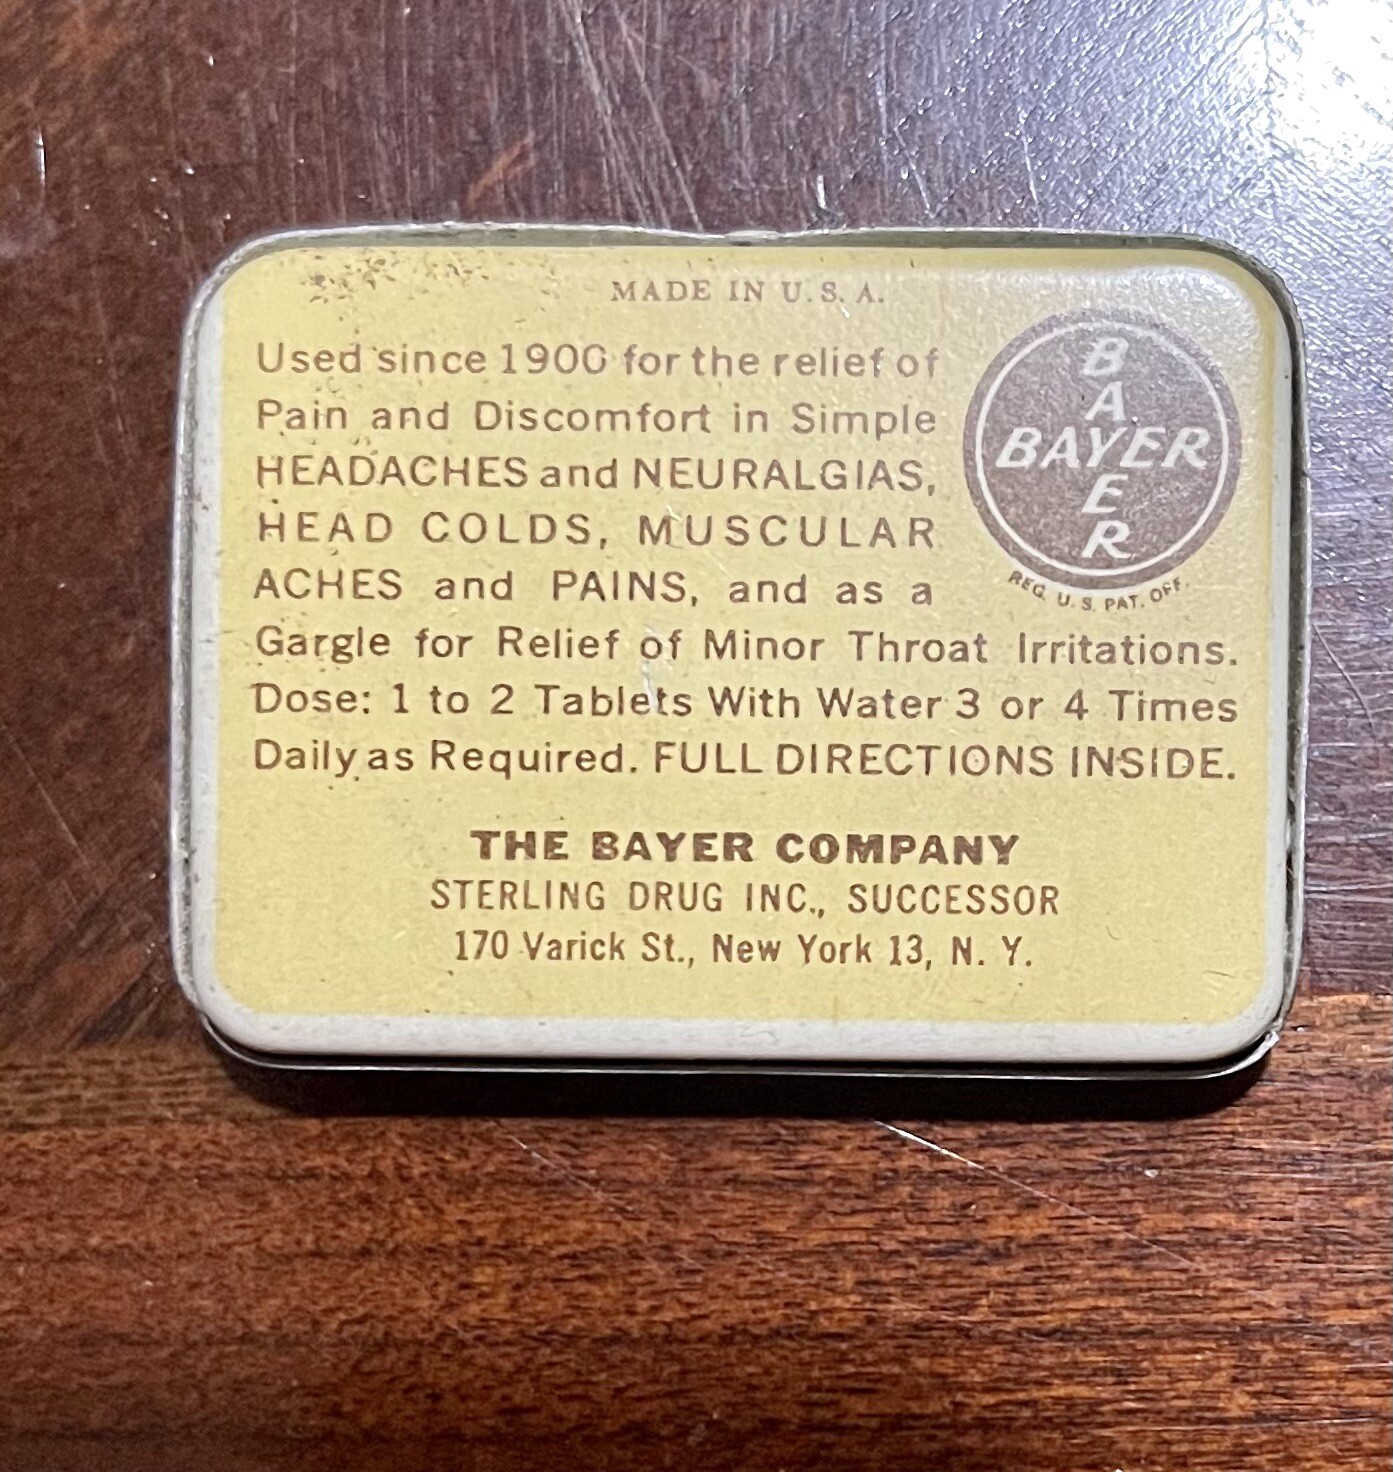 MADE IN U. S. A.
Used since 1900 for the relief of
Pain and Discomfort in Simple
HEADACHES and NEURALGIAS,
HEAD COLDS, MUSCULAR
ACHES and PAINS, and as a
Gargle for Relief of Minor Throat Irritations.
Dose: 1 to 2 Tablets With Water 3 or 4 Times
Daily as Required. FULL DIRECTIONS INSIDE.
BAYER
BAYER
REG. U. S. PAT. OFF.
THE BAYER COMPANY
STERLING DRUG INC., SUCCESSOR
170 Varick St., New York 13, N. Y.